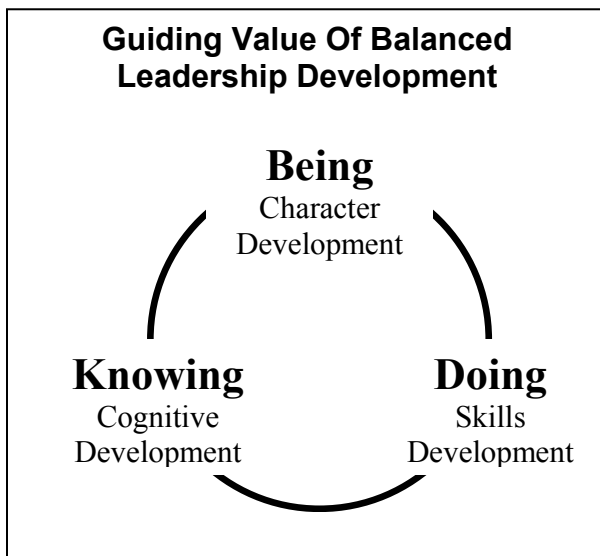 Guiding Value Of Balanced
Leadership Development
Being
Character
Development
Knowing
Cognitive
Development
Doing
Skills
Development